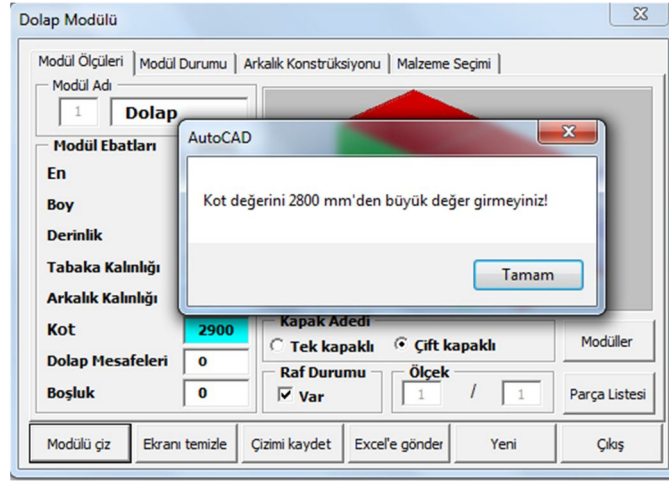 Dolap Modülü
Modül Ölçüleri Modül Durumu Arkalık Konstrüksiyonu Malzeme Seçimi
Modül Adı
1 Dolap
Modül Ebatları
En
Boy
Derinlik
Tabaka Kalınlığı
Arkalık Kalınlığı
Kot 2900
Dolap Mesafeleri 0
Boşluk 0
AutoCAD
Kot değerini 2800 mm'den büyük değer girmeyiniz!
Tamam
Kapak Adedi
Tek kapaklı Çift kapaklı
Raf Durumu
Var
Ölçek
1 / 1
Modüller
Parça Listesi
Modülü çiz Ekranı temizle Çizimi kaydet Excel'e gönder Yeni Çıkış